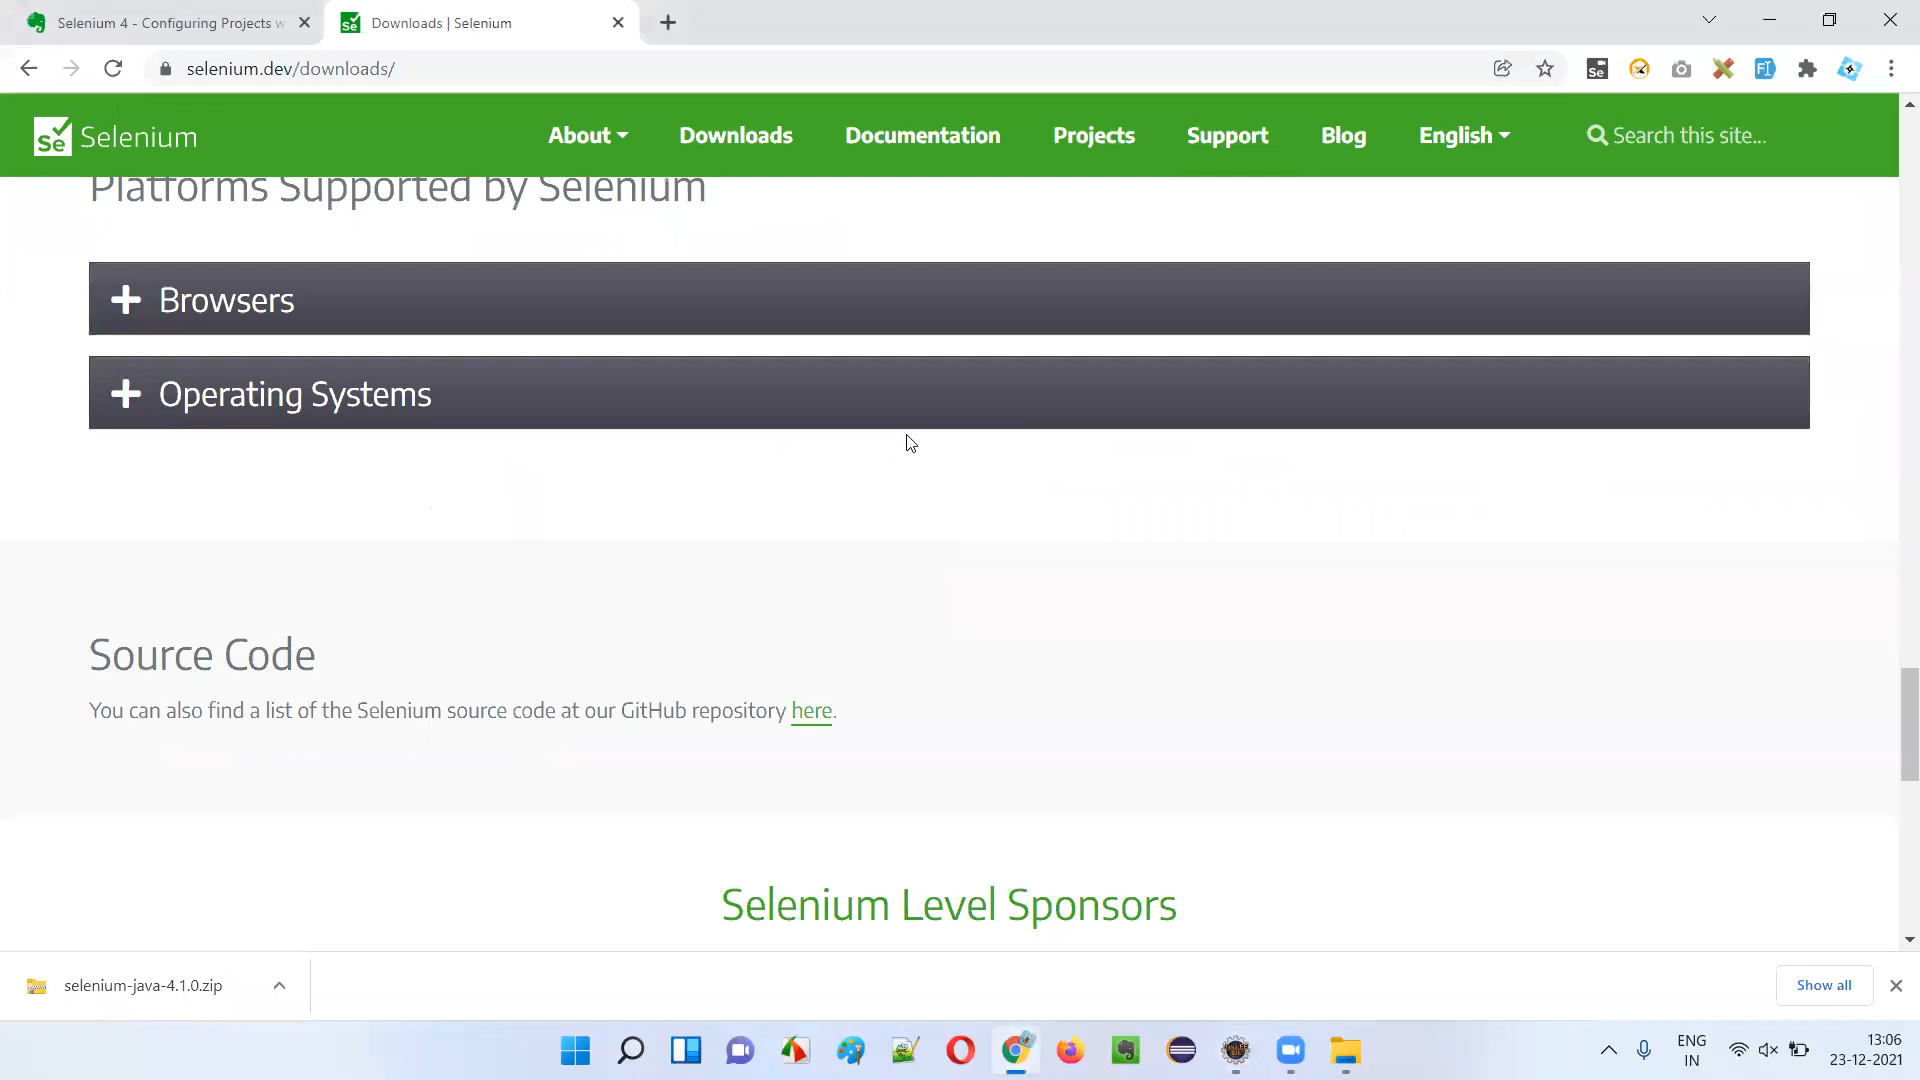 Selenium 4 - Configuring Projects w
Downloads | Selenium
selenium.dev/downloads/
Se
FI
Se Selenium
About
Downloads
Documentation
Projects
Support
Blog
English
Search this site...
Platforms Supported by Selenium
Browsers
Operating Systems
Source Code
You can also find a list of the Selenium source code at our GitHub repository here.
Selenium Level Sponsors
selenium-java-4.1.0.zip
Show all
ENG
IN
13:06
23-12-2021